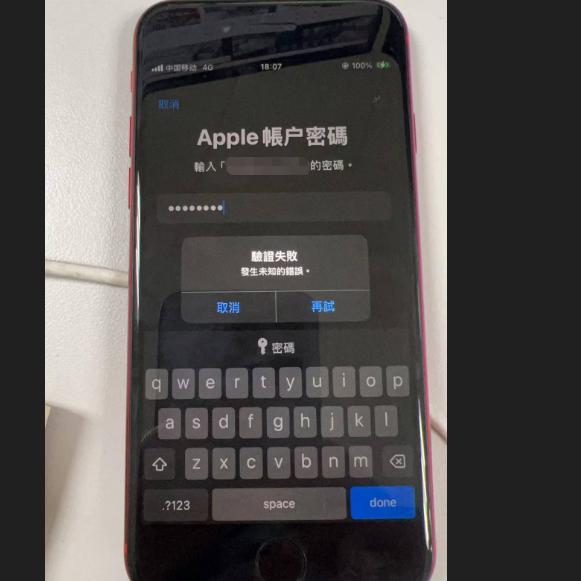 中国移动 4G 18:07 100%
取消
Apple 帳户密碼
輸入「 的密碼。
驗證失敗
發生未知的錯誤。
取消 再試
密碼
q w e r t y u i o p
a s d f g h j k l
z x c v b n m
.?123 space done